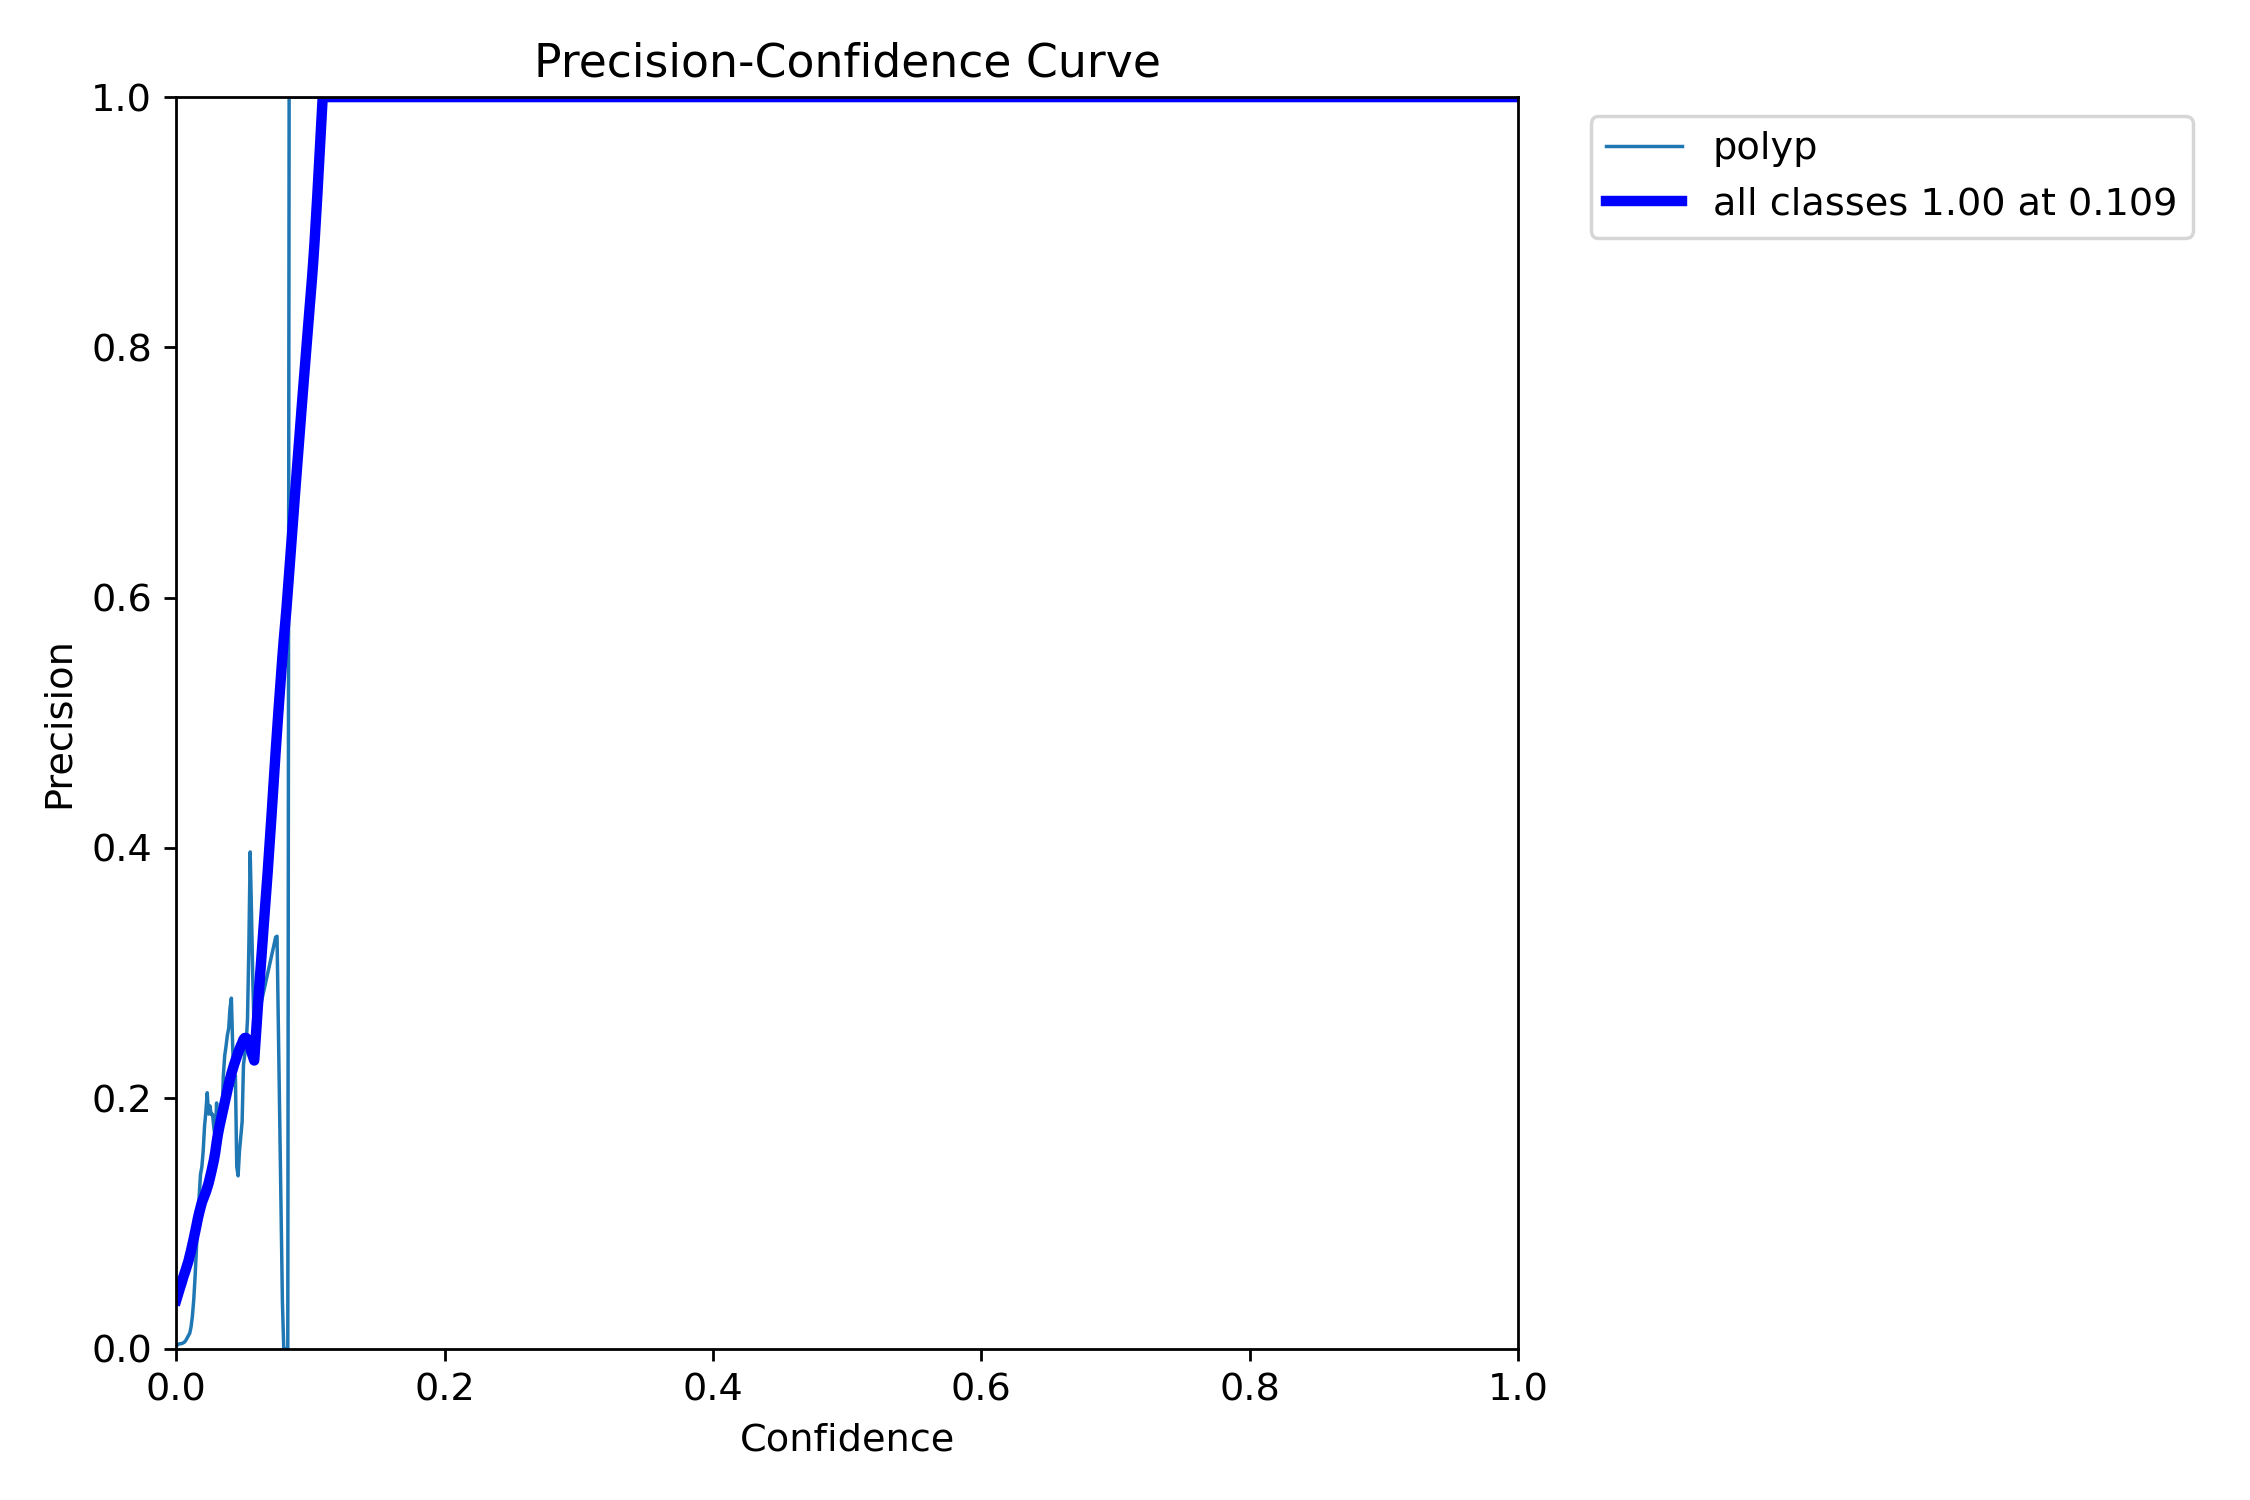 Precision-Confidence Curve
1.0
0.8
0.6
0.4
0.2
0.0
Precision
0.0 0.2 0.4 0.6 0.8 1.0
Confidence
polyp
all classes 1.00 at 0.109